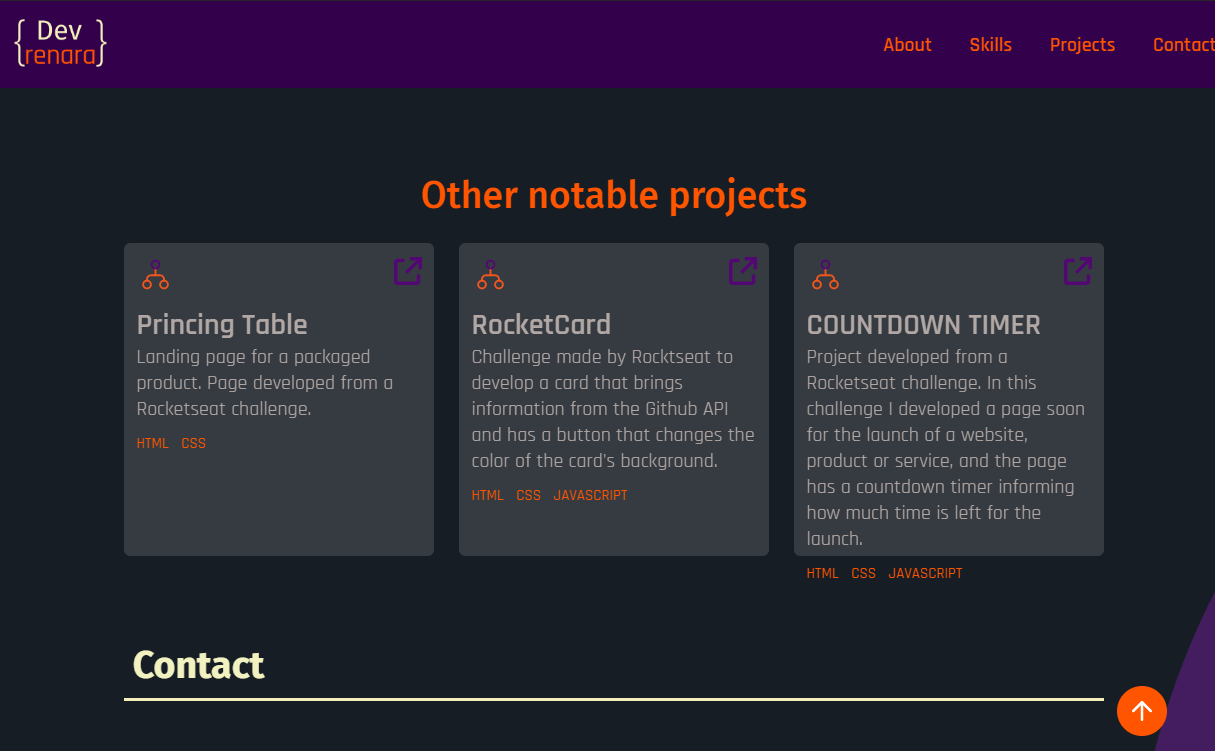 { Dev
renara}
About Skills Projects Contact
Other notable projects
Princing Table
Landing page for a packaged
product. Page developed from a
Rocketseat challenge.
HTML CSS
RocketCard
Challenge made by Rocktseat to
develop a card that brings
information from the Github API
and has a button that changes the
color of the card's background.
HTML CSS JAVASCRIPT
COUNTDOWN TIMER
Project developed from a
Rocketseat challenge. In this
challenge I developed a page soon
for the launch of a website,
product or service, and the page
has a countdown timer informing
how much time is left for the
launch.
HTML CSS JAVASCRIPT
Contact